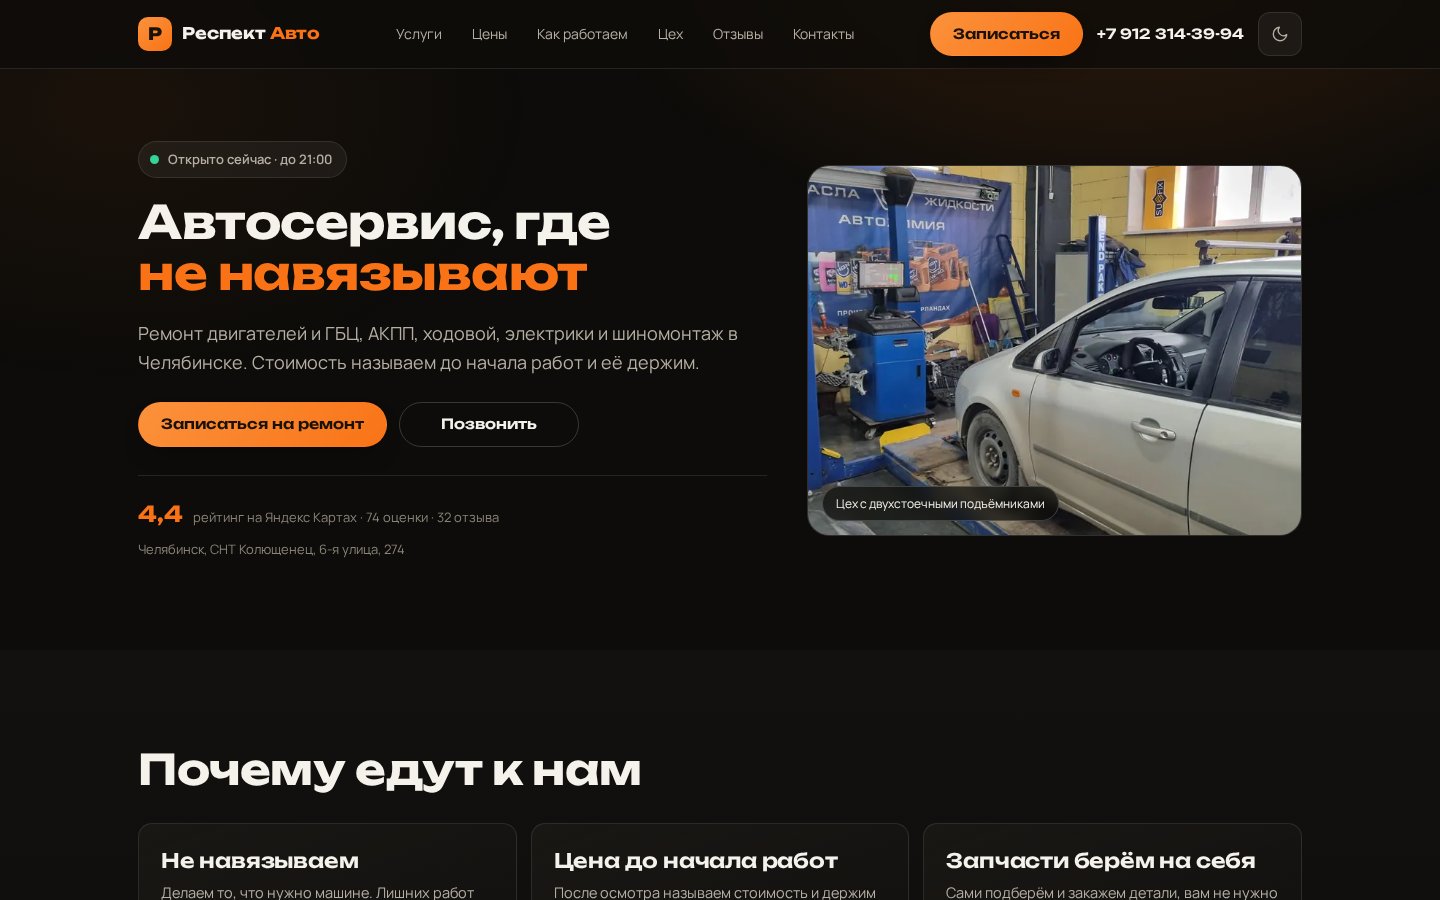 Р Респект Авто
Услуги Цены Как работаем Цех Отзывы Контакты
Записаться
+7 912 314-39-94
Открыто сейчас · до 21:00
Автосервис, где
не навязывают
Ремонт двигателей и ГБЦ, АКПП, ходовой, электрики и шиномонтаж в
Челябинске. Стоимость называем до начала работ и её держим.
Записаться на ремонт
Позвонить
4,4 рейтинг на Яндекс Картах · 74 оценки · 32 отзыва
Челябинск, СНТ Колющенец, 6-я улица, 274
АСЛА
ЖИДКОСТИ
Цех с двухстоечными подъёмниками
Почему едут к нам
Не навязываем
Делаем то, что нужно машине. Лишних работ
Цена до начала работ
После осмотра называем стоимость и держим
Запчасти берём на себя
Сами подберём и закажем детали, вам не нужно